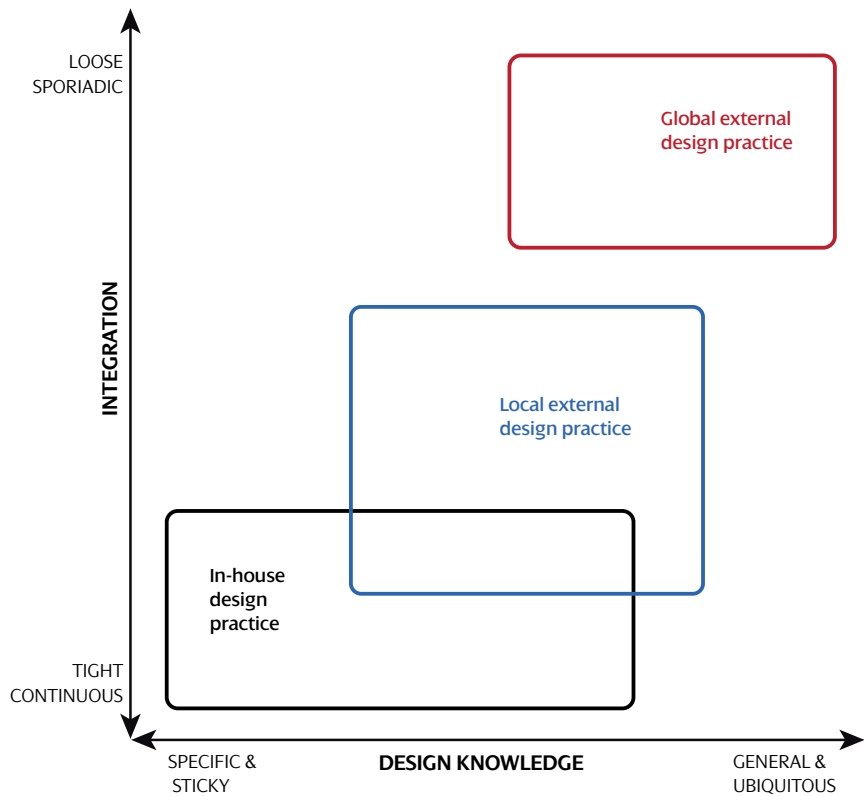 LOOSE
SPORIADIC
Global external
design practice
INTEGRATION
Local external
design practice
In-house
design
practice
TIGHT
CONTINUOUS
SPECIFIC &
STICKY
DESIGN KNOWLEDGE
GENERAL &
UBIQUITOUS